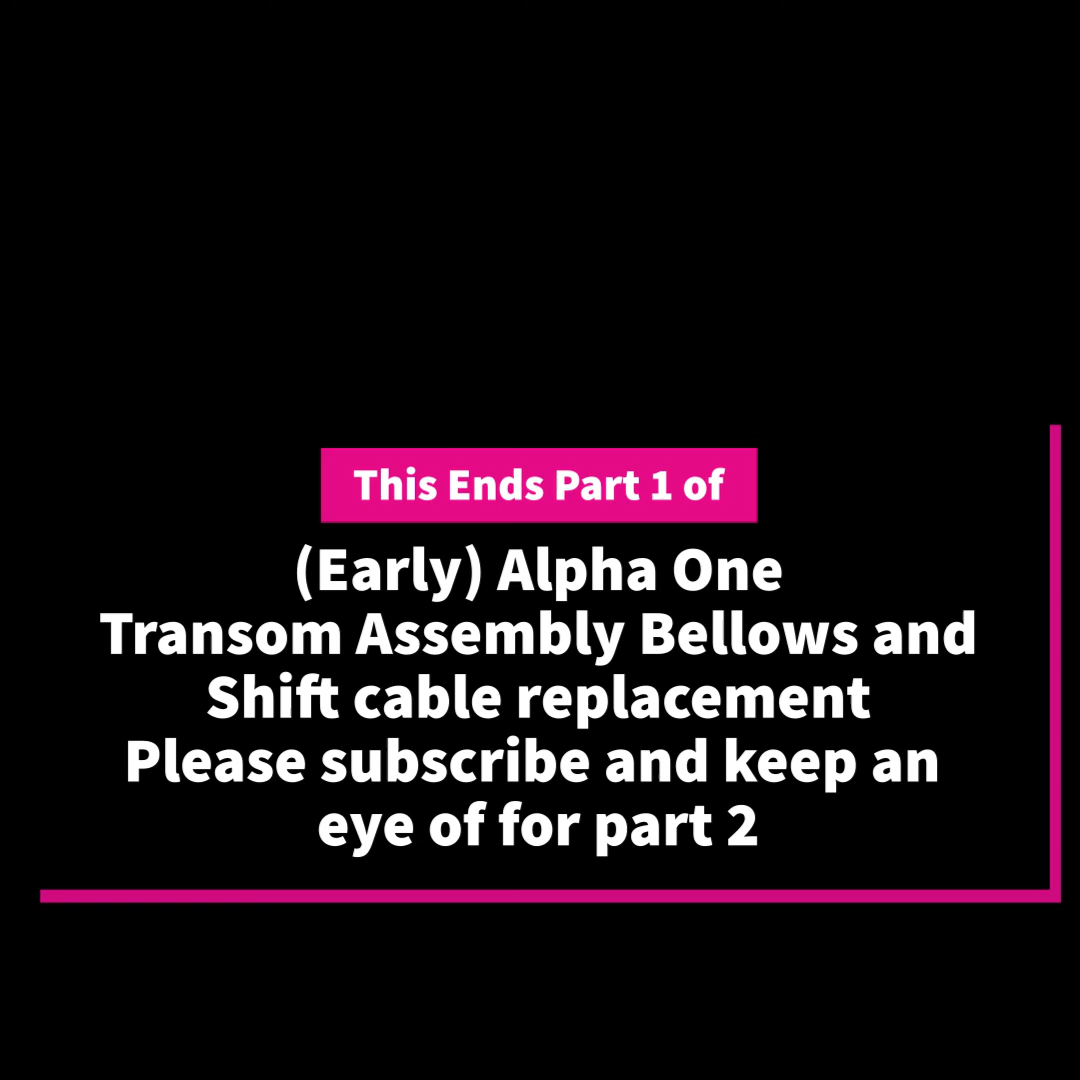 This Ends Part 1 of
(Early) Alpha One
Transom Assembly Bellows and
Shift cable replacement
Please subscribe and keep an
eye of for part 2